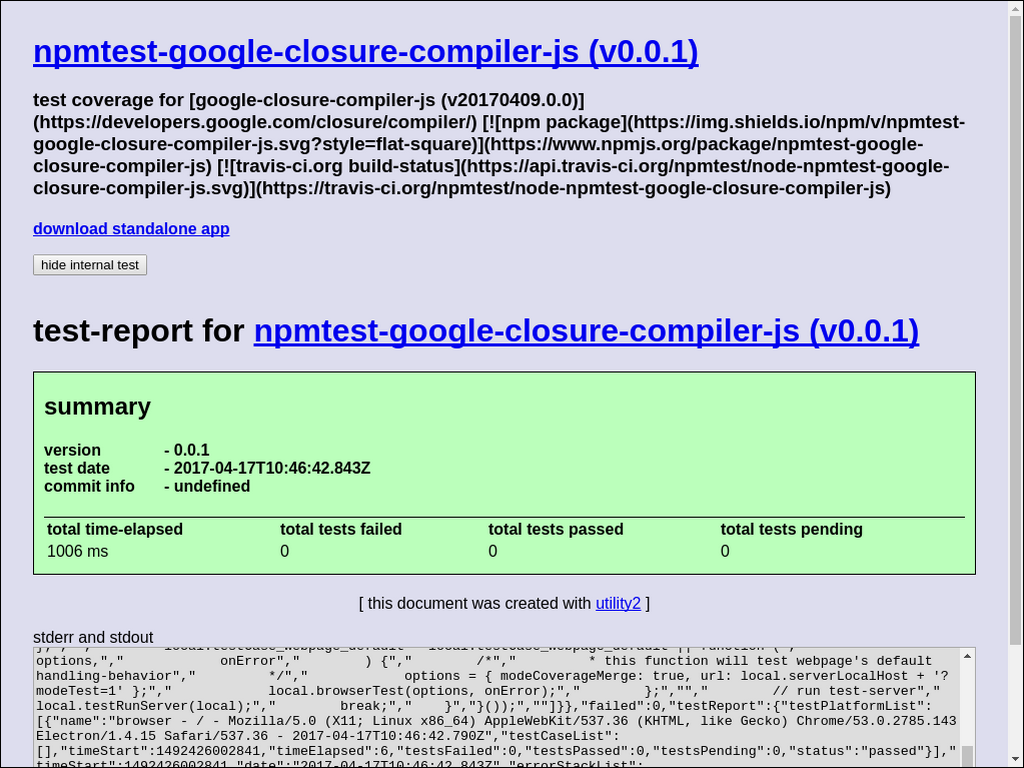 npmtest-google-closure-compiler-js (v0.0.1)
test coverage for [google-closure-compiler-js (v20170409.0.0)]
(https://developers.google.com/closure/compiler/) [![npm package](https://img.shields.io/npm/v/npmtest-
google-closure-compiler-js.svg?style=flat-square)](https://www.npmjs.org/package/npmtest-google-
closure-compiler-js) [![travis-ci.org build-status](https://api.travis-ci.org/npmtest/node-npmtest-google-
closure-compiler-js.svg)](https://travis-ci.org/npmtest/node-npmtest-google-closure-compiler-js)
download standalone app
hide internal test
test-report for npmtest-google-closure-compiler-js (v0.0.1)
summary
version - 0.0.1
test date - 2017-04-17T10:46:42.843Z
commit info - undefined
total time-elapsed total tests failed total tests passed total tests pending
1006 ms 0 0 0
[ this document was created with utility2 ]
stderr and stdout
options,"," onError"," ) {"," /*"," * this function will test webpage's default
handling-behavior"," */"," options = { modeCoverageMerge: true, url: local.serverLocalHost + '?
modeTest=1' };"," local.browserTest(options, onError);"," };",""," // run test-server","
local.testRunServer(local);"," break;"," }","}());",""]}},"failed":0,"testReport":{"testPlatformList":
[{"name":"browser - / - Mozilla/5.0 (X11; Linux x86_64) AppleWebKit/537.36 (KHTML, like Gecko) Chrome/53.0.2785.143
Electron/1.4.15 Safari/537.36 - 2017-04-17T10:46:42.790Z","testCaseList":
[],"timeStart":1492426002841,"timeElapsed":6,"testsFailed":0,"testsPassed":0,"testsPending":0,"status":"passed"}],"
timeStart":1492426002841,"date":"2017-04-17T10:46:42.843Z","errorStackList":